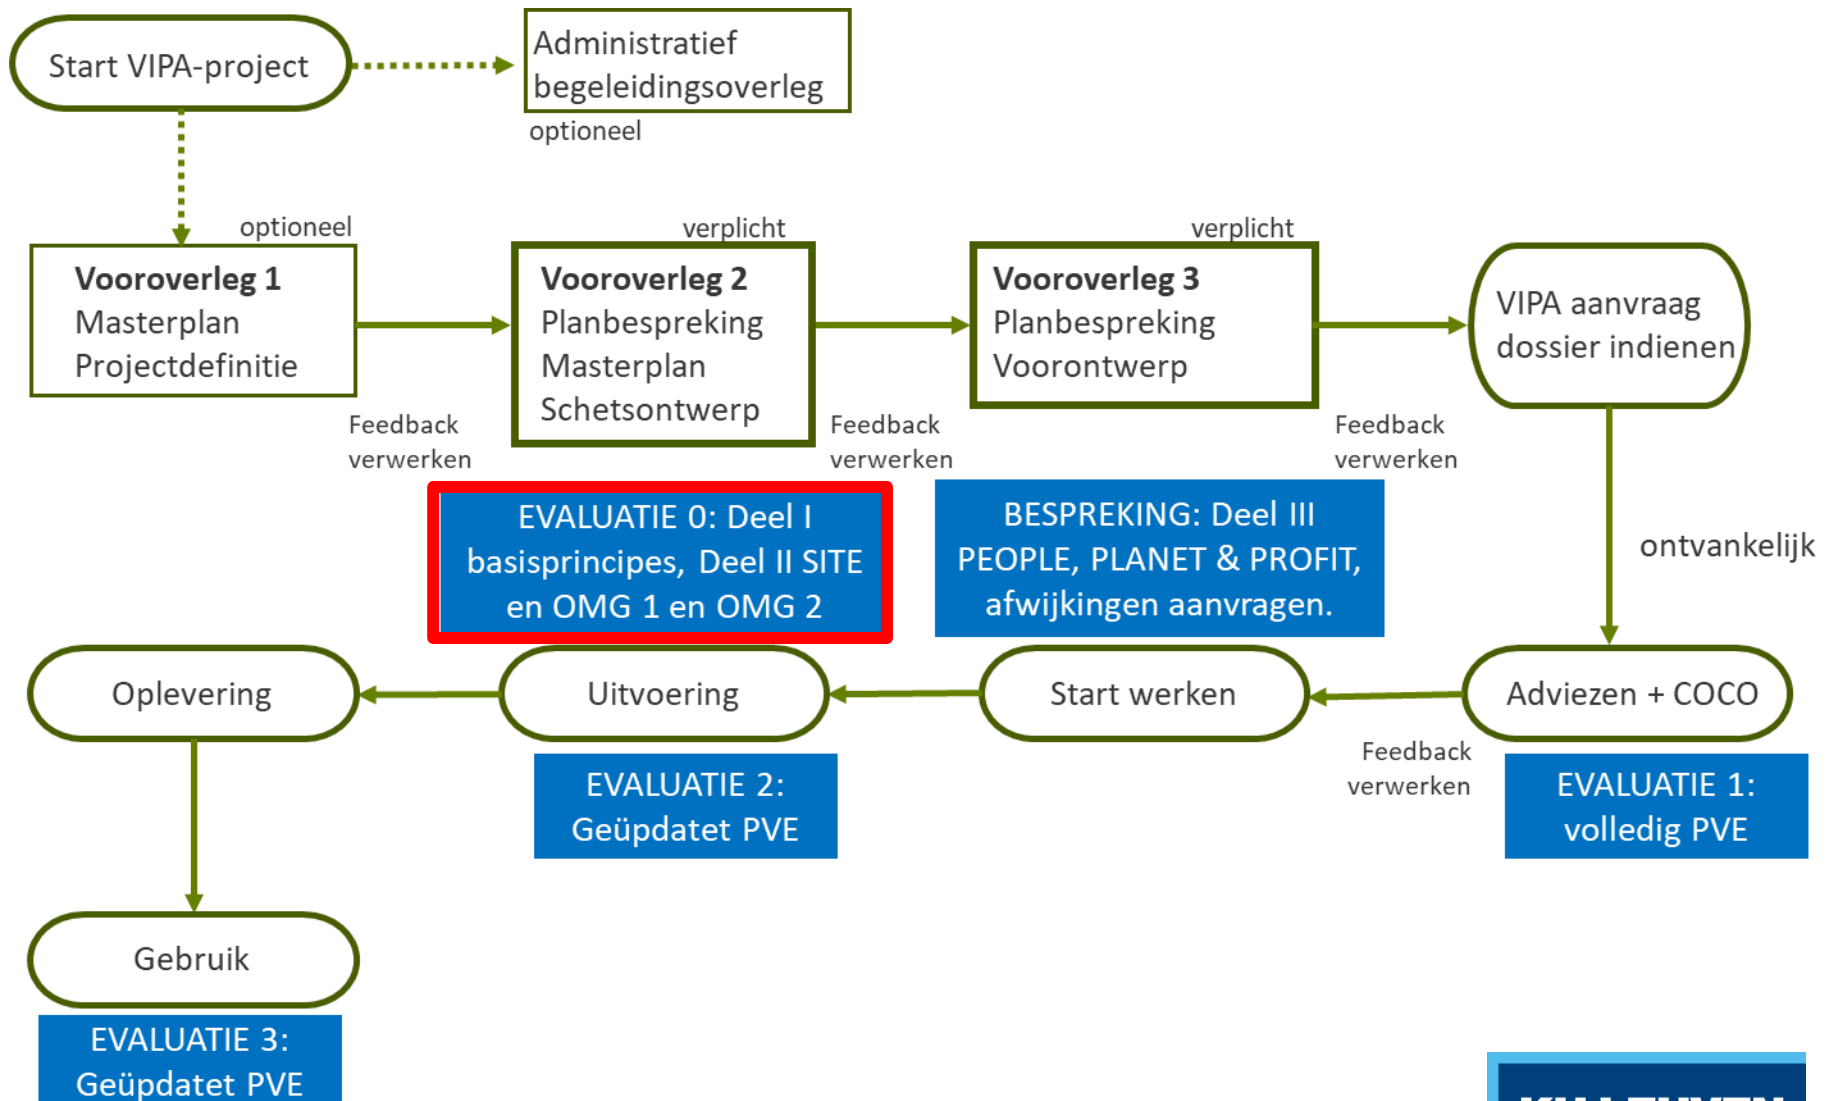 Start VIPA-project
Administratief
begeleidingsoverleg
optioneel
optioneel
Vooroverleg 1
Masterplan
Projectdefinitie
Feedback
verwerken
verplicht
Vooroverleg 2
Planbespreking
Masterplan
Schetsontwerp
Feedback
verwerken
verplicht
Vooroverleg 3
Planbespreking
Voorontwerp
Feedback
verwerken
VIPA aanvraag
dossier indienen
EVALUATIE 0: Deel I
basisprincipes, Deel II SITE
en OMG 1 en OMG 2
BESPREKING: Deel III
PEOPLE, PLANET & PROFIT,
afwijkingen aanvragen.
ontvankelijk
Oplevering
Uitvoering
Start werken
Adviezen + COCO
Feedback
verwerken
EVALUATIE 2:
Geüpdatet PVE
EVALUATIE 1:
volledig PVE
Gebruik
EVALUATIE 3:
Geüpdatet PVE